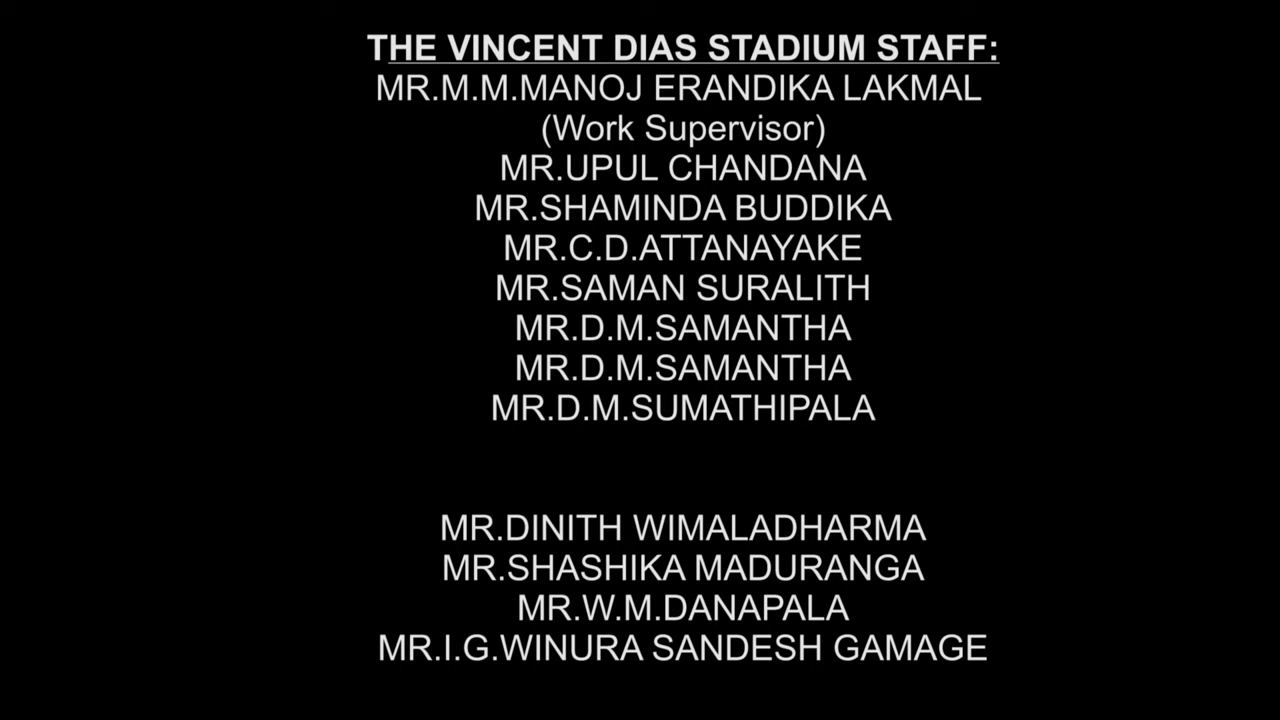 THE VINCENT DIAS STADIUM STAFF:
MR.M.M.MANOJ ERANDIKA LAKMAL
(Work Supervisor)
MR.UPUL CHANDANA
MR.SHAMINDA BUDDIKA
MR.C.D.ATTANAYAKE
MR.SAMAN SURALITH
MR.D.M.SAMANTHA
MR.D.M.SAMANTHA
MR.D.M.SUMATHIPALA
MR.DINITH WIMALADHARMA
MR.SHASHIKA MADURANGA
MR.W.M.DANAPALA
MR.I.G.WINURA SANDESH GAMAGE